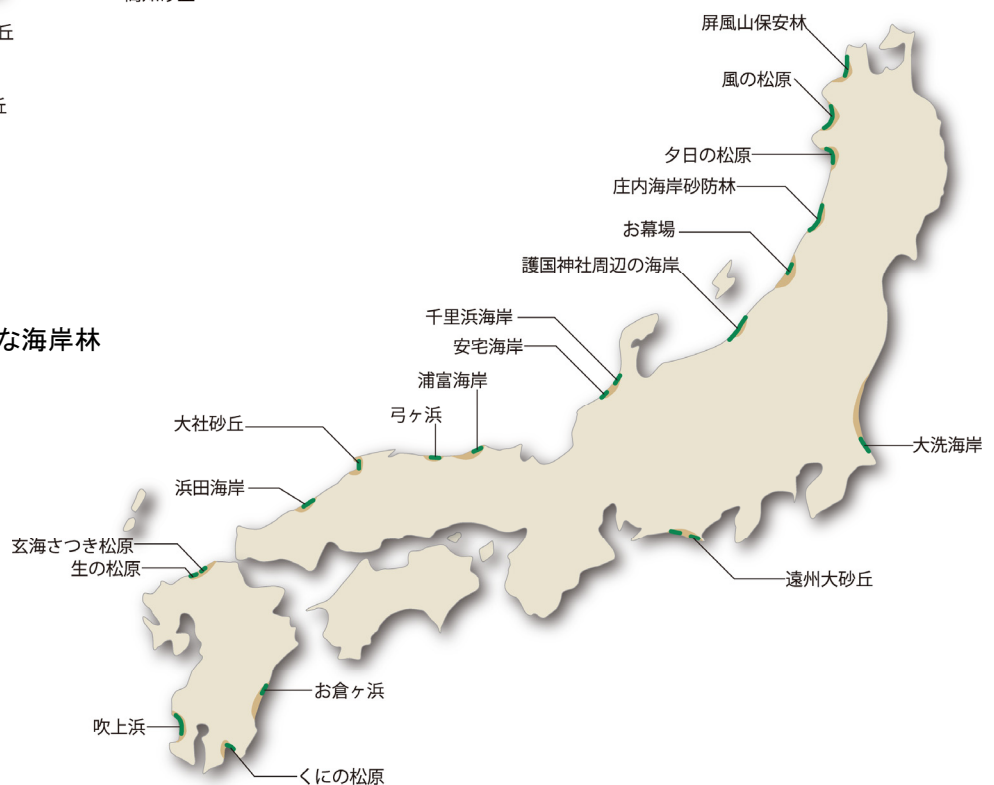 丘
丘
な海岸林
屏風山保安林
風の松原
夕日の松原
庄内海岸砂防林
お幕場
護国神社周辺の海岸
千里浜海岸
安宅海岸
浦富海岸
弓ヶ浜
大社砂丘
浜田海岸
玄海さつき松原
生の松原
大洗海岸
遠州大砂丘
お倉ヶ浜
吹上浜
くにの松原